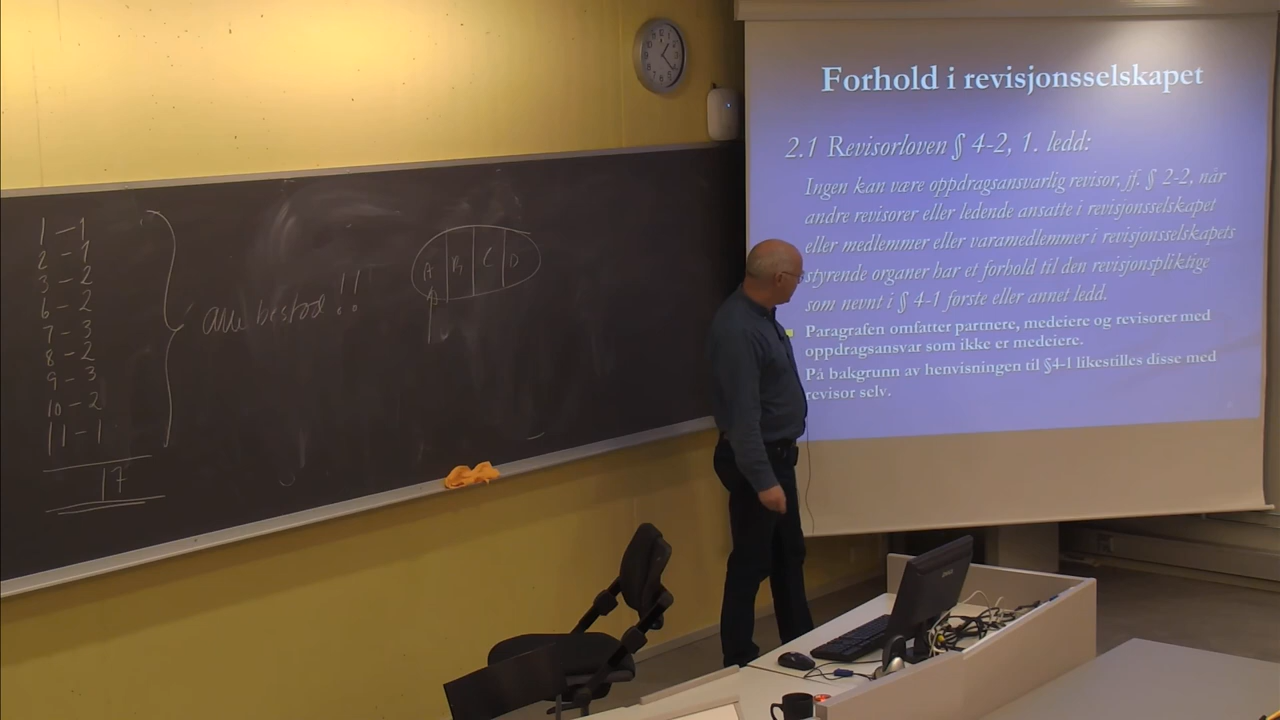 1 – 1
2 – 1
3 – 2
6 – 2
7 – 3
8 – 2
9 – 3
10 – 2
11 – 1
17
Alle bestod !!
A B C D
Forhold i revisjonsselskapet
2.1 Revisorloven § 4-2, 1. ledd:
Ingen kan være oppdragsansvarlig revisor, jf. § 2-2, når
andre revisorer eller ledende ansatte i revisjonsselskapet
eller medlemmer eller varamedlemmer i revisjonsselskapets
styrende organer har et forhold til den revisjonspliktige
som nevnt i § 4-1 første eller annet ledd.
Paragrafen omfatter partnere, medeiere og revisorer med
oppdragsansvar som ikke er medeiere.
På bakgrunn av henvisningen til §4-1 likestilles disse med
revisor selv.